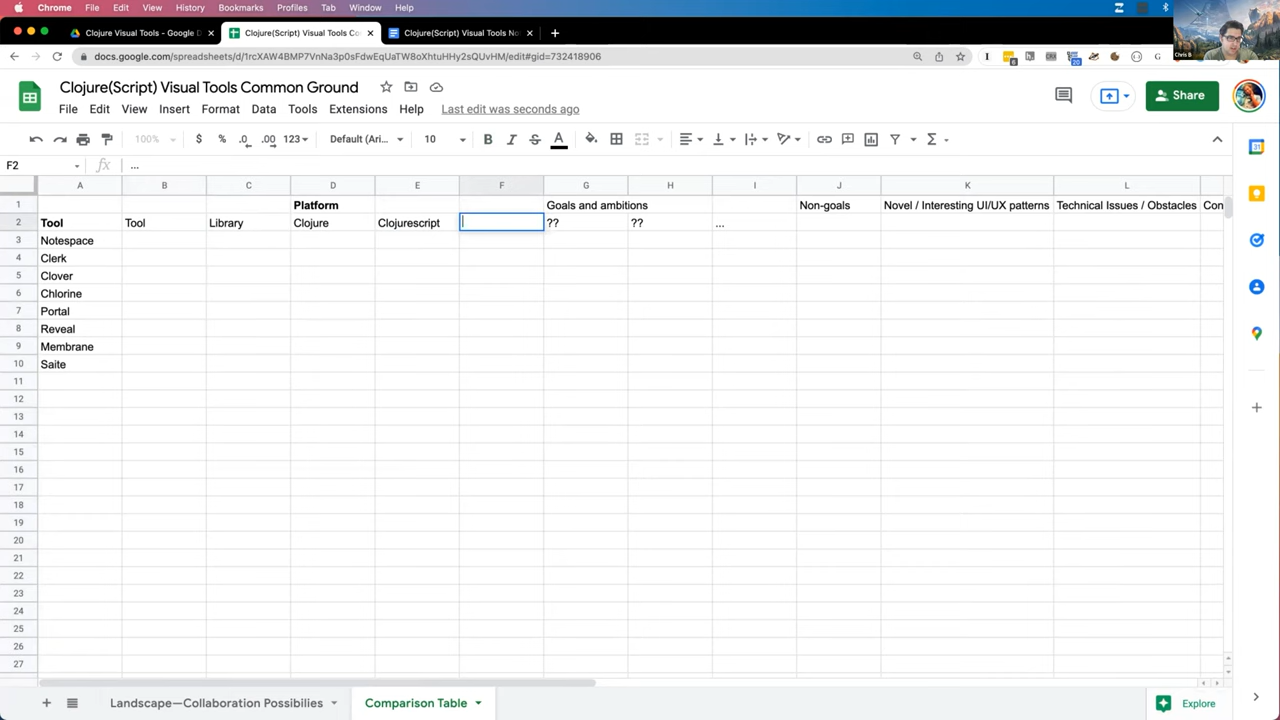 Chrome File Edit View History Bookmarks Profiles Tab Window Help
Clojure Visual Tools - Google D
Clojure(Script) Visual Tools Co
Clojure(Script) Visual Tools No
docs.google.com/spreadsheets/d/1rcXAW4BMP7VnNa3p0sFdwEqUaTW8oXhtuHHy2sQUvHM/edit#gid=732418906
Chris B
Clojure(Script) Visual Tools Common Ground
File Edit View Insert Format Data Tools Extensions Help Last edit was seconds ago
Share
100% $ % .0 .00 123 Default (Ari... 10 B I S A
F2 fx ...
A B C D E F G H I J K L
1 Platform Goals and ambitions Non-goals Novel / Interesting UI/UX patterns Technical Issues / Obstacles Con
2 Tool Tool Library Clojure Clojurescript ?? ?? ...
3 Notespace
4 Clerk
5 Clover
6 Chlorine
7 Portal
8 Reveal
9 Membrane
10 Saite
11
12
13
14
15
16
17
18
19
20
21
22
23
24
25
26
27
Landscape—Collaboration Possibilies Comparison Table Explore